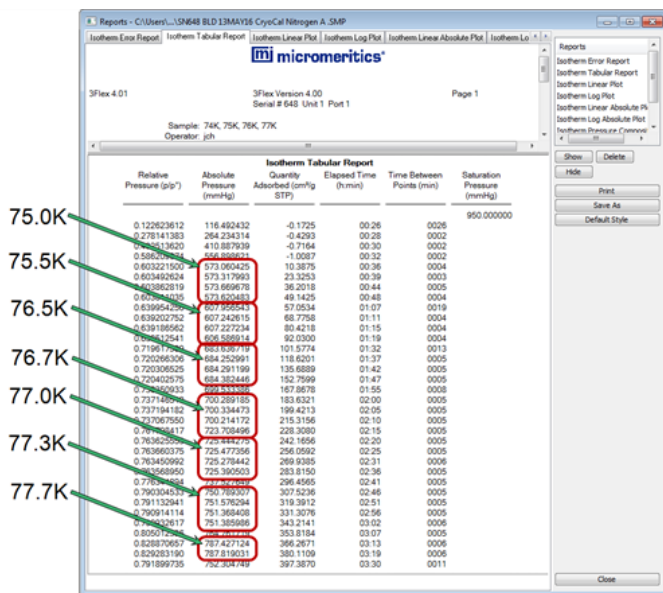 Reports - C:\Users\...\SN648 BLD 13MAY16 CryoCal Nitrogen A .SMP
Isotherm Error Report Isotherm Tabular Report Isotherm Linear Plot Isotherm Log Plot Isotherm Linear Absolute Plot Isotherm Lo
mi micromeritics®
3Flex 4.01 3Flex Version 4.00 Page 1
Serial # 648 Unit 1 Port 1
Sample: 74K, 75K, 76K, 77K
Operator: jch
Reports
Isotherm Error Report
Isotherm Tabular Report
Isotherm Linear Plot
Isotherm Log Plot
Isotherm Linear Absolute Pl
Isotherm Log Absolute Plot
Isotherm Pressure Composi
Show Delete
Hide
Print
Save As
Default Style
Close
Isotherm Tabular Report
Relative Pressure (p/p°) Absolute Pressure (mmHg) Quantity Adsorbed (cm³/g STP) Elapsed Time (h:min) Time Between Points (min) Saturation Pressure (mmHg)
950.000000
0.122623612 116.492432 -0.1725 00:26 0026
0.278141383 264.234314 -0.4293 00:28 0002
410.887939 -0.7164 00:30 0002
556.898621 -1.0087 00:32 0002
0.603221500 573.060425 10.3875 00:36 0004
0.603492624 573.317993 23.3253 00:39 0003
0.603862819 573.669678 36.2018 00:44 0005
573.620483 49.1425 00:48 0004
607.956543 57.0534 01:07 0019
0.639202752 607.242615 68.7758 01:11 0004
0.639186562 607.227234 80.4218 01:15 0004
606.586914 92.0300 01:19 0004
683.636719 101.5774 01:32 0013
0.720266306 684.252991 118.6201 01:37 0005
0.720306525 684.291199 135.6889 01:42 0005
0.720402575 684.382446 152.7599 01:47 0005
699.533386 167.8678 01:55 0008
700.289185 183.6321 02:00 0005
0.737194182 700.334473 199.4213 02:05 0005
0.737067550 700.214172 215.3156 02:10 0005
723.708496 228.3080 02:15 0005
725.444275 242.1656 02:20 0005
0.763660375 725.477356 256.0592 02:25 0005
0.763450992 725.278442 269.9385 02:31 0006
0.763568950 725.390503 283.8150 02:36 0005
296.4565 02:41 0005
0.790304533 750.789307 307.5236 02:46 0005
0.791132941 751.576294 319.3912 02:51 0005
0.790914114 751.368408 331.3076 02:56 0005
751.385986 343.2141 03:02 0006
353.8184 03:07 0005
0.828870657 787.427124 366.2671 03:13 0006
0.829283190 787.819031 380.1109 03:19 0006
0.791899735 752.304749 397.3870 03:30 0011
75.0K
75.5K
76.5K
76.7K
77.0K
77.3K
77.7K